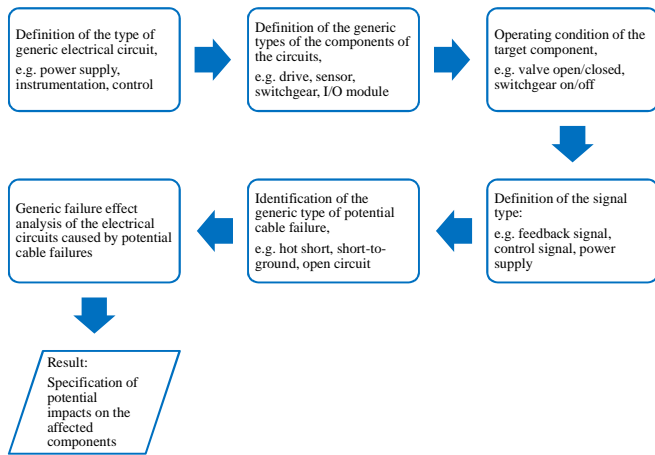 Definition of the type of
generic electrical circuit,
e.g. power supply,
instrumentation, control
Definition of the generic
types of the components of
the circuits,
e.g. drive, sensor,
switchgear, I/O module
Operating condition of the
target component,
e.g. valve open/closed,
switchgear on/off
Definition of the signal
type:
e.g. feedback signal,
control signal, power
supply
Identification of the
generic type of potential
cable failure,
e.g. hot short, short-to-
ground, open circuit
Generic failure effect
analysis of the electrical
circuits caused by potential
cable failures
Result:
Specification of
potential
impacts on the
affected
components